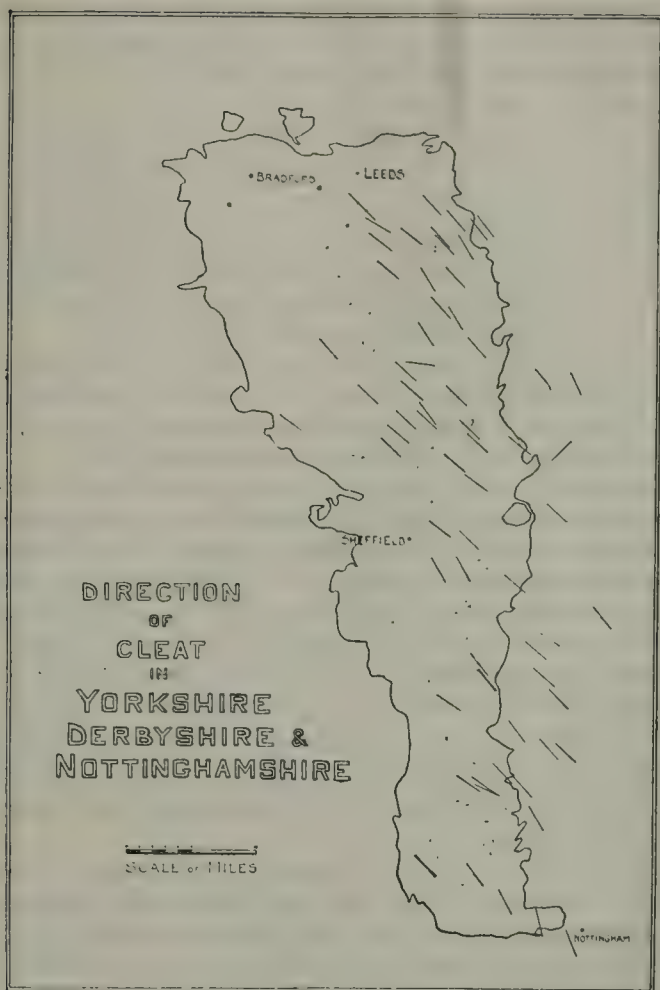 BRADFORD
LEEDS
SHEFFIELD
DIRECTION
OF
CLEAT
IN
YORKSHIRE
DERBYSHIRE &
NOTTINGHAMSHIRE
SCALE OF MILES
NOTTINGHAM